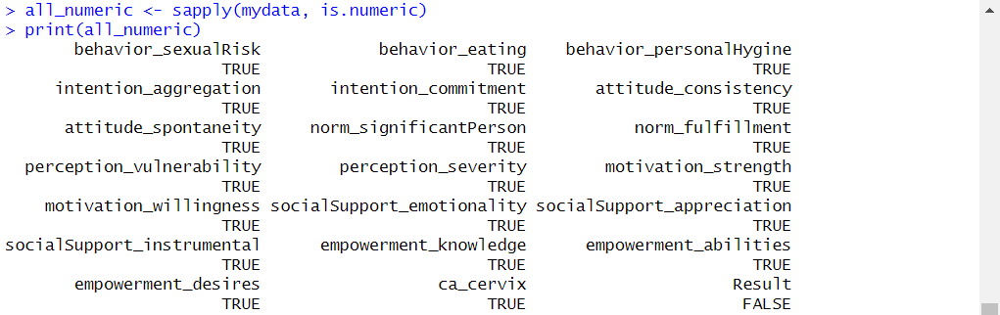 > all_numeric <- sapply(mydata, is.numeric)
> print(all_numeric)
behavior_sexualRisk behavior_eating behavior_personalHygine
TRUE TRUE TRUE
intention_aggregation intention_commitment attitude_consistency
TRUE TRUE TRUE
attitude_spontaneity norm_significantPerson norm_fulfillment
TRUE TRUE TRUE
perception_vulnerability perception_severity motivation_strength
TRUE TRUE TRUE
motivation_willingness socialSupport_emotionality socialSupport_appreciation
TRUE TRUE TRUE
socialSupport_instrumental empowerment_knowledge empowerment_abilities
TRUE TRUE TRUE
empowerment_desires ca_cervix Result
TRUE TRUE FALSE